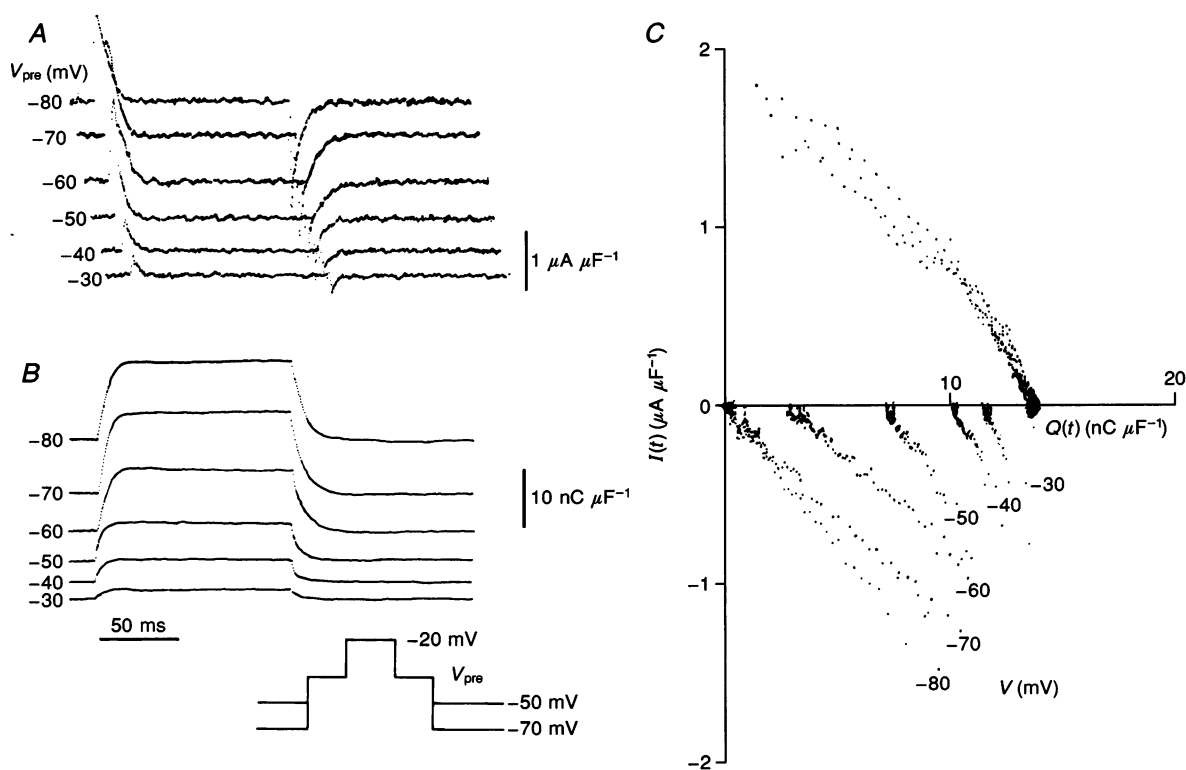 A
V_pre (mV)
−80
−70
−60
−50
−40
−30
1 μA μF⁻¹
B
−80
−70
−60
−50
−40
−30
10 nC μF⁻¹
50 ms
−20 mV
V_pre
−50 mV
−70 mV
C
2
1
0
−1
−2
I(t) (μA μF⁻¹)
10
20
Q(t) (nC μF⁻¹)
−30
−40
−50
−60
−70
−80
V (mV)